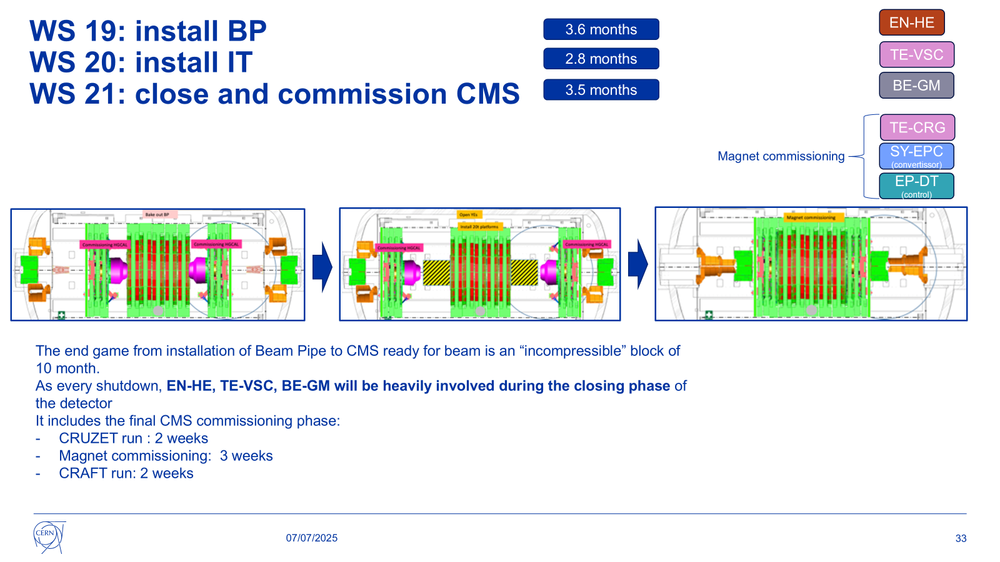 WS 19: install BP
WS 20: install IT
WS 21: close and commission CMS
3.6 months
2.8 months
3.5 months
EN-HE
TE-VSC
BE-GM
Magnet commissioning
TE-CRG
SY-EPC
(convertissor)
EP-DT
(control)
Bake out BP
Commissioning HGCAL
Commissioning HGCAL
Open YEs
Install 20t platforms
Commissioning HGCAL
Commissioning HGCAL
Magnet commissioning
The end game from installation of Beam Pipe to CMS ready for beam is an “incompressible” block of
10 month.
As every shutdown, EN-HE, TE-VSC, BE-GM will be heavily involved during the closing phase of
the detector
It includes the final CMS commissioning phase:
- CRUZET run : 2 weeks
- Magnet commissioning:  3 weeks
- CRAFT run: 2 weeks
CERN
07/07/2025
33